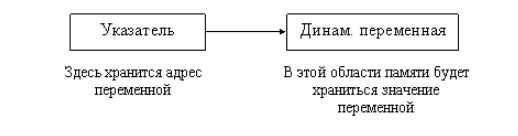 Указатель
Динам. переменная
Здесь хранится адрес
переменной
В этой области памяти будет
храниться значение
переменной